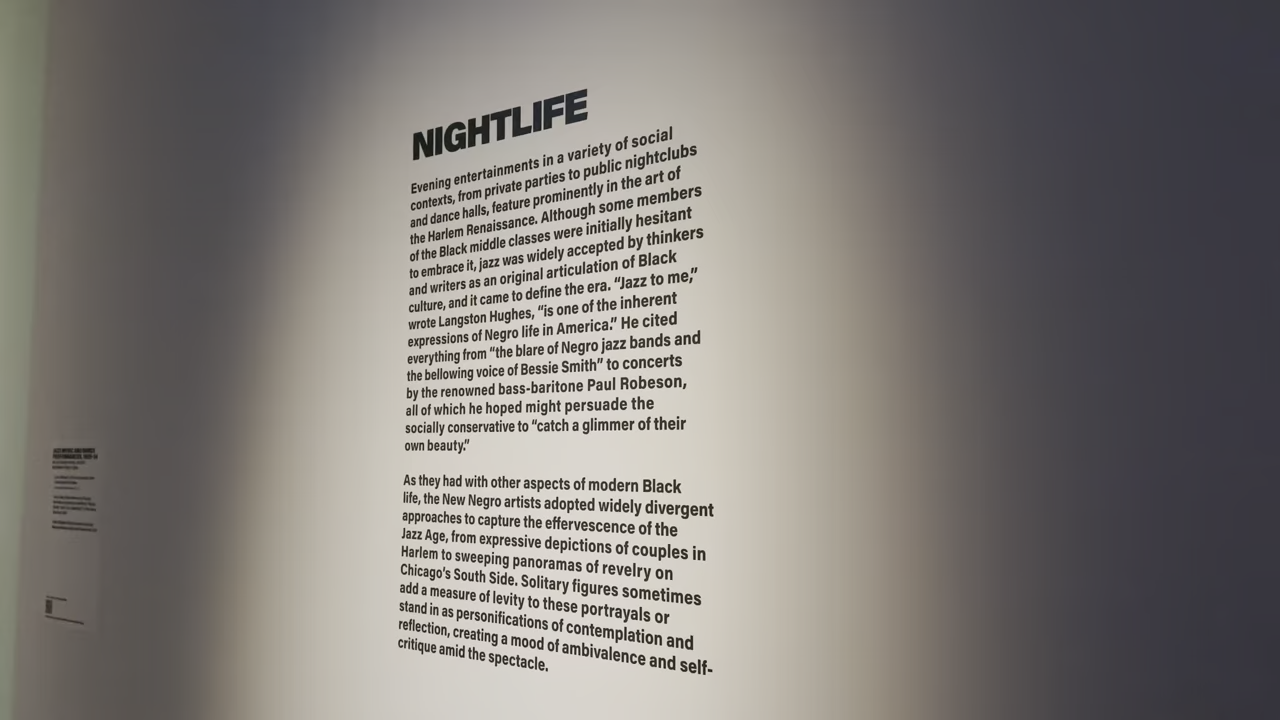 NIGHTLIFE
Evening entertainments in a variety of social
contexts, from private parties to public nightclubs
and dance halls, feature prominently in the art of
the Harlem Renaissance. Although some members
of the Black middle classes were initially hesitant
to embrace it, jazz was widely accepted by thinkers
and writers as an original articulation of Black
culture, and it came to define the era. “Jazz to me,”
wrote Langston Hughes, “is one of the inherent
expressions of Negro life in America.” He cited
everything from “the blare of Negro jazz bands and
the bellowing voice of Bessie Smith” to concerts
by the renowned bass-baritone Paul Robeson,
all of which he hoped might persuade the
socially conservative to “catch a glimmer of their
own beauty.”
As they had with other aspects of modern Black
life, the New Negro artists adopted widely divergent
approaches to capture the effervescence of the
Jazz Age, from expressive depictions of couples in
Harlem to sweeping panoramas of revelry on
Chicago’s South Side. Solitary figures sometimes
add a measure of levity to these portrayals or
stand in as personifications of contemplation and
reflection, creating a mood of ambivalence and self-
critique amid the spectacle.